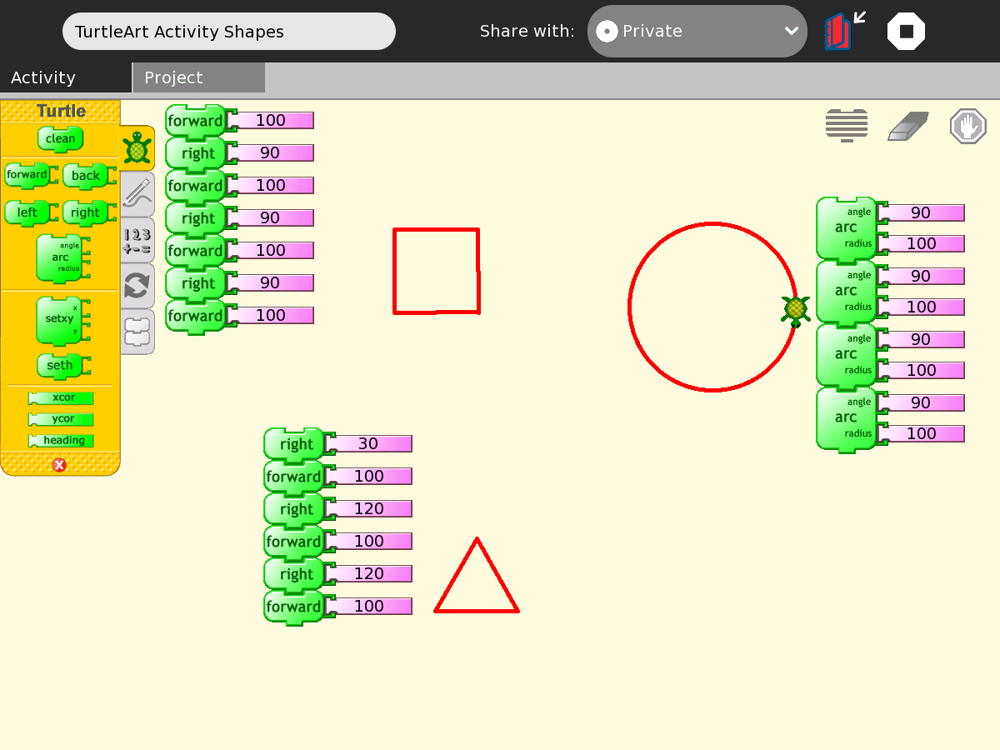 TurtleArt Activity Shapes
Share with:
Private
Activity
Project
Turtle
clean
forward
back
left
right
angle
arc
radius
x
setxy
y
seth
xcor
ycor
heading
x
1 2 3
+-÷=
forward 100
right 90
forward 100
right 90
forward 100
right 90
forward 100
right 30
forward 100
right 120
forward 100
right 120
forward 100
angle 90
arc
radius 100
angle 90
arc
radius 100
angle 90
arc
radius 100
angle 90
arc
radius 100